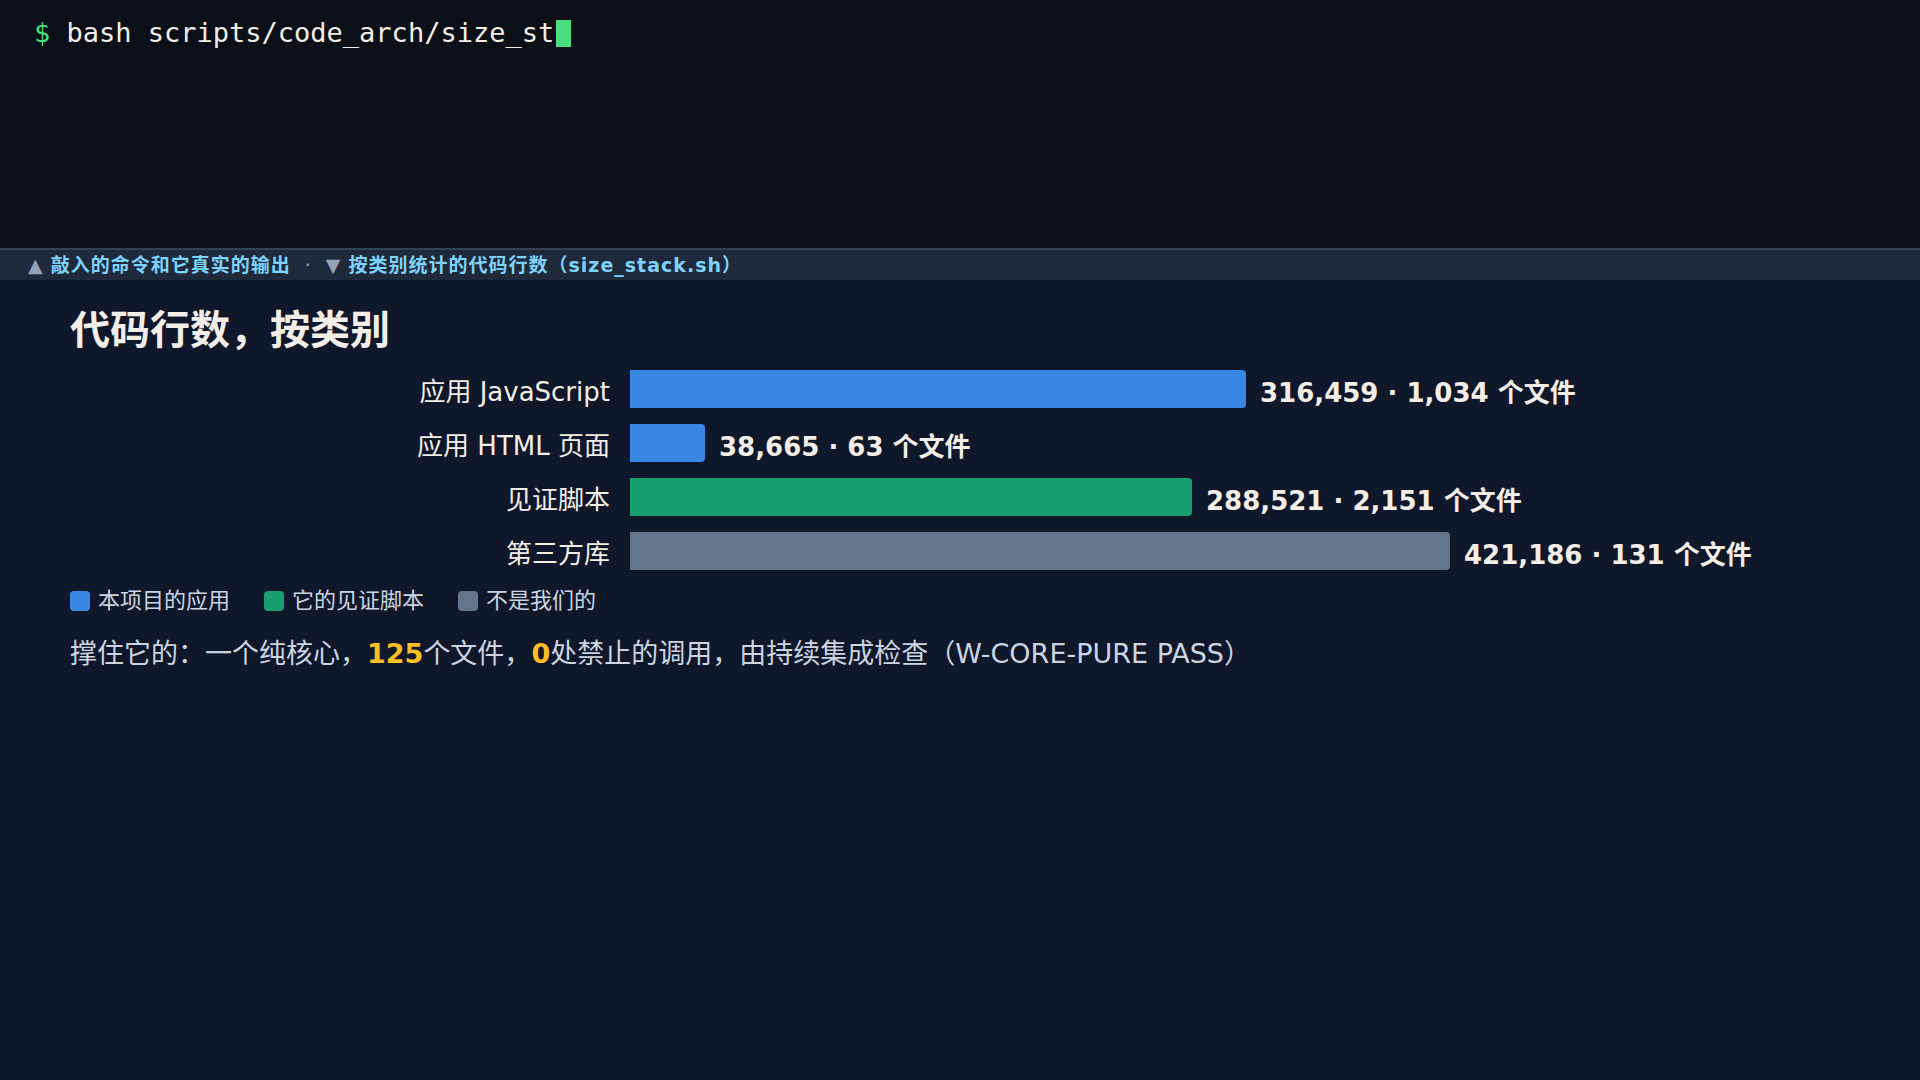 $ bash scripts/code_arch/size_st
▲ 敲入的命令和它真实的输出 · ▼ 按类别统计的代码行数（size_stack.sh）
代码行数，按类别
应用 JavaScript 316,459 · 1,034 个文件
应用 HTML 页面 38,665 · 63 个文件
见证脚本 288,521 · 2,151 个文件
第三方库 421,186 · 131 个文件
本项目的应用 它的见证脚本 不是我们的
撑住它的：一个纯核心，125个文件，0处禁止的调用，由持续集成检查（W-CORE-PURE PASS）